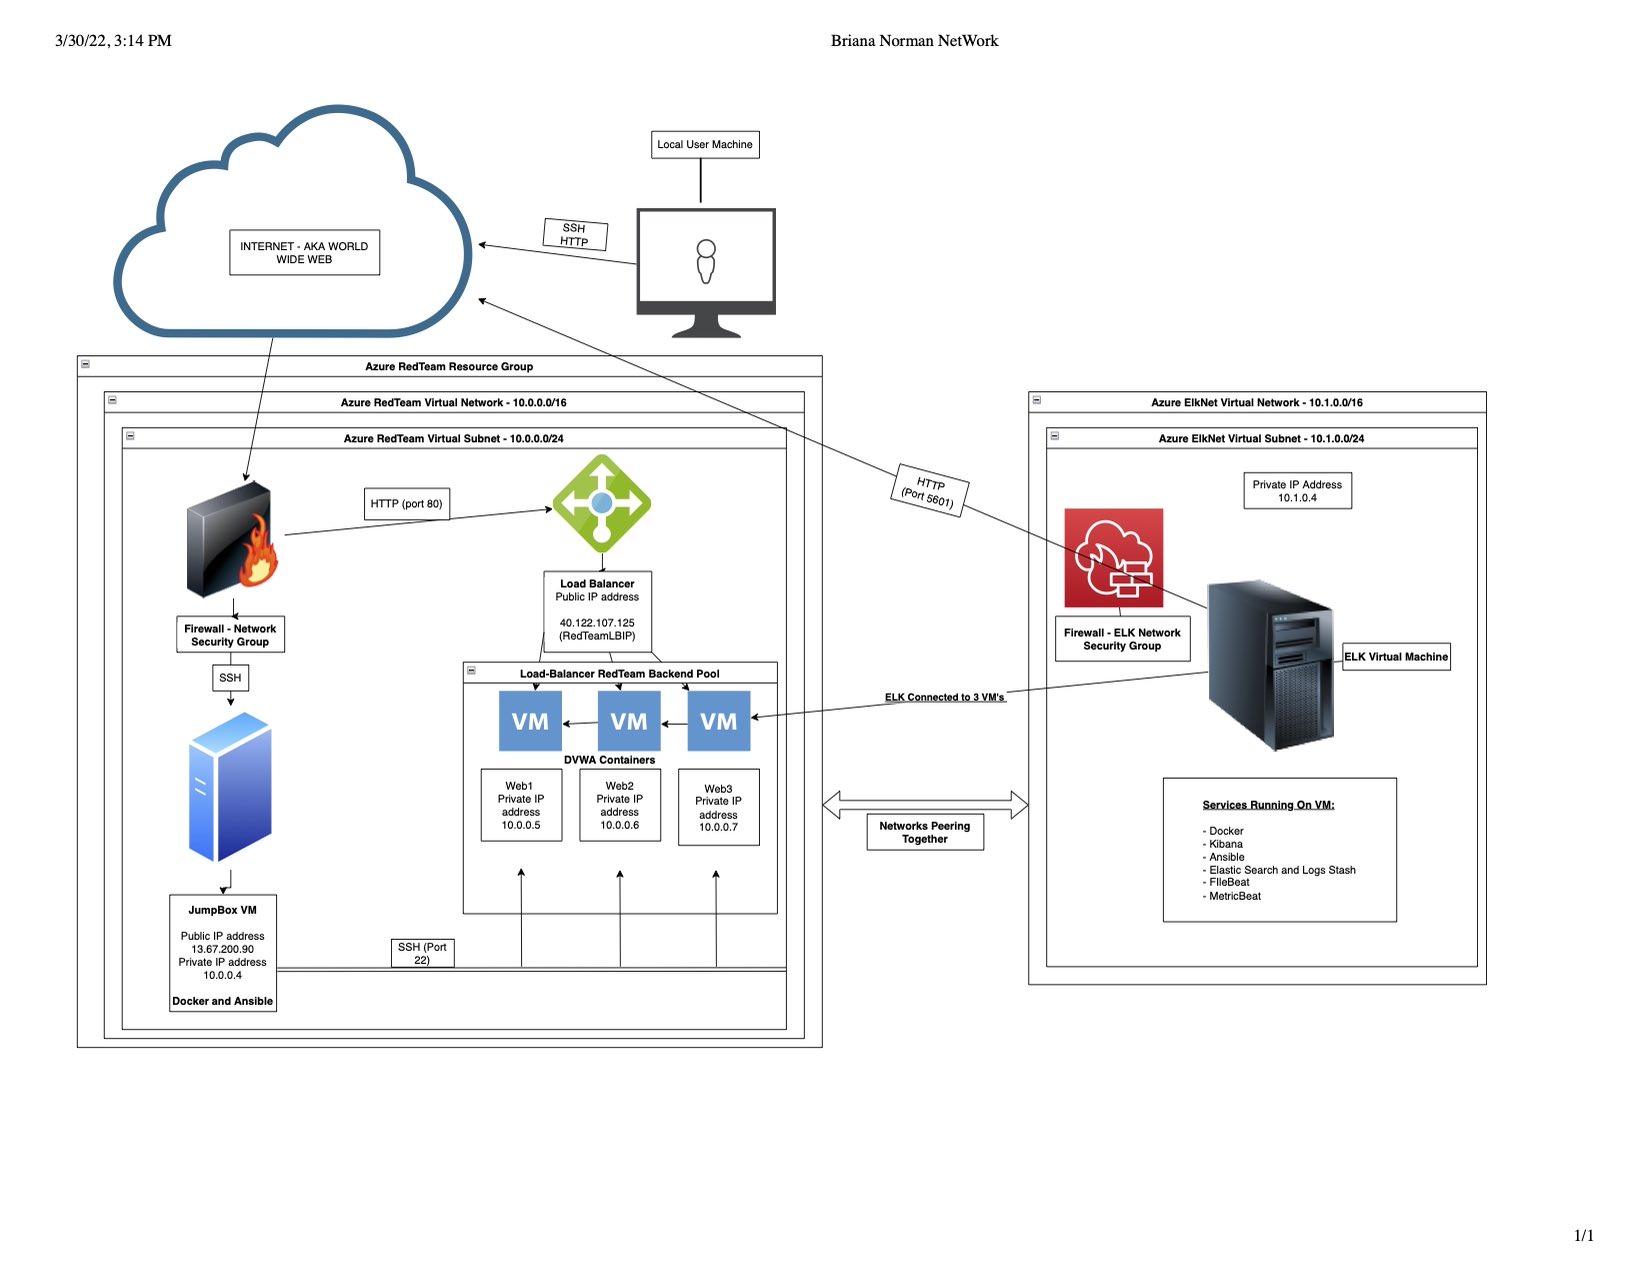 3/30/22, 3:14 PM
Briana Norman NetWork
Local User Machine
INTERNET - AKA WORLD
WIDE WEB
SSH
HTTP
Azure RedTeam Resource Group
Azure RedTeam Virtual Network - 10.0.0.0/16
Azure RedTeam Virtual Subnet - 10.0.0.0/24
HTTP (port 80)
Load Balancer
Public IP address
40.122.107.125
(RedTeamLBIP)
Firewall - Network
Security Group
SSH
Load-Balancer RedTeam Backend Pool
VM
VM
VM
DVWA Containers
Web1
Private IP
address
10.0.0.5
Web2
Private IP
address
10.0.0.6
Web3
Private IP
address
10.0.0.7
JumpBox VM
Public IP address
13.67.200.90
Private IP address
10.0.0.4
Docker and Ansible
SSH (Port
22)
HTTP
(Port 5601)
ELK Connected to 3 VM's
Networks Peering
Together
Azure ElkNet Virtual Network - 10.1.0.0/16
Azure ElkNet Virtual Subnet - 10.1.0.0/24
Private IP Address
10.1.0.4
Firewall - ELK Network
Security Group
ELK Virtual Machine
Services Running On VM:
- Docker
- Kibana
- Ansible
- Elastic Search and Logs Stash
- FIleBeat
- MetricBeat
1/1